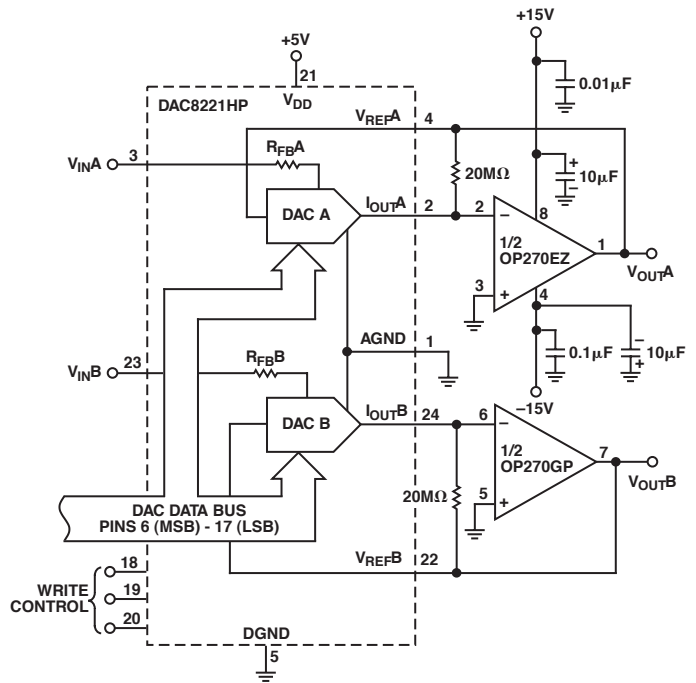 +15V
+5V
0.01µF
21
DAC8221HP
VDD
VREFA 4
3
RFBA
VINA
20MΩ
+
10µF
–
DAC A
IOUTA
2
2
–
8
1/2
OP270EZ
1
VOUTA
3
+
4
AGND
1
–
0.1µF
10µF
+
23
RFBB
VINB
–15V
DAC B
IOUTB
24
6
–
1/2
OP270GP
7
VOUTB
20MΩ
5
+
DAC DATA BUS
PINS 6 (MSB) - 17 (LSB)
VREFB 22
18
WRITE
CONTROL
19
20
DGND
5